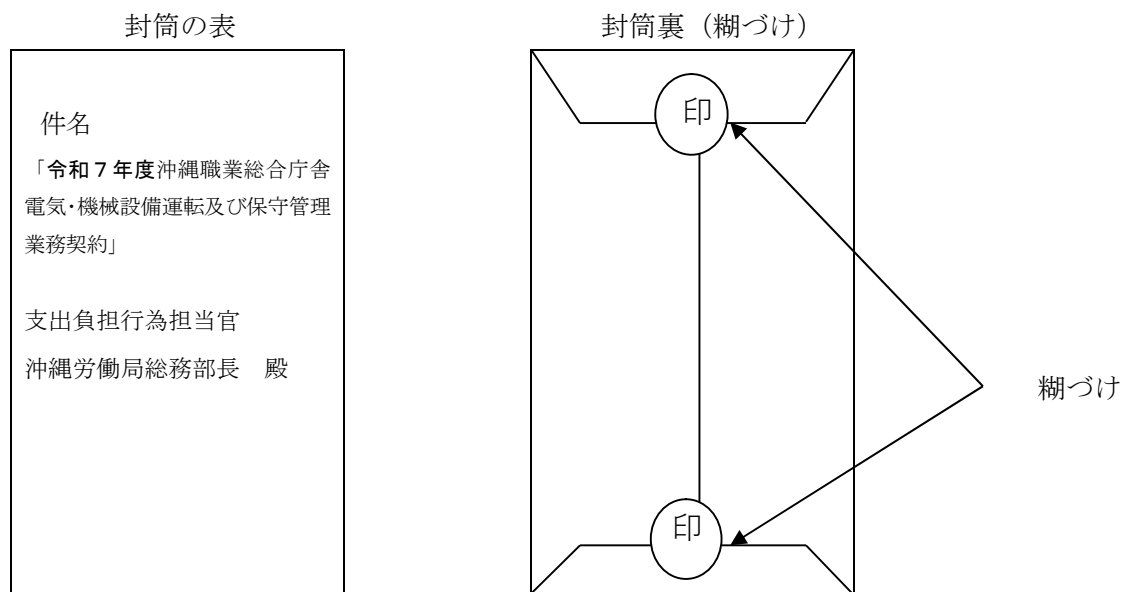 封筒の表
件名
「令和７年度沖縄職業総合庁舎
電気・機械設備運転及び保守管理
業務契約」
支出負担行為担当官
沖縄労働局総務部長　殿
封筒裏（糊づけ）
印
印
糊づけ